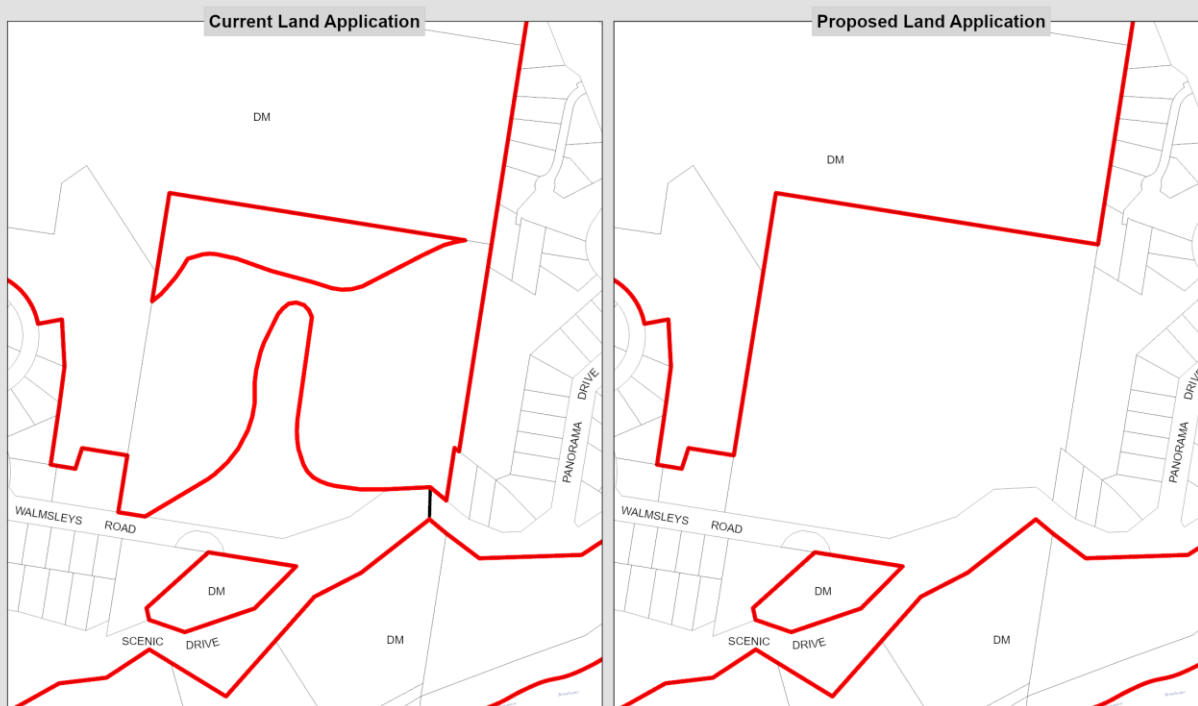 Current Land Application
Proposed Land Application
DM
DM
PANORAMA DRIVE
PANORAMA
WALMSLEYS ROAD
WALMSLEYS ROAD
DM
DM
SCENIC DRIVE
SCENIC DRIVE
DM
DM